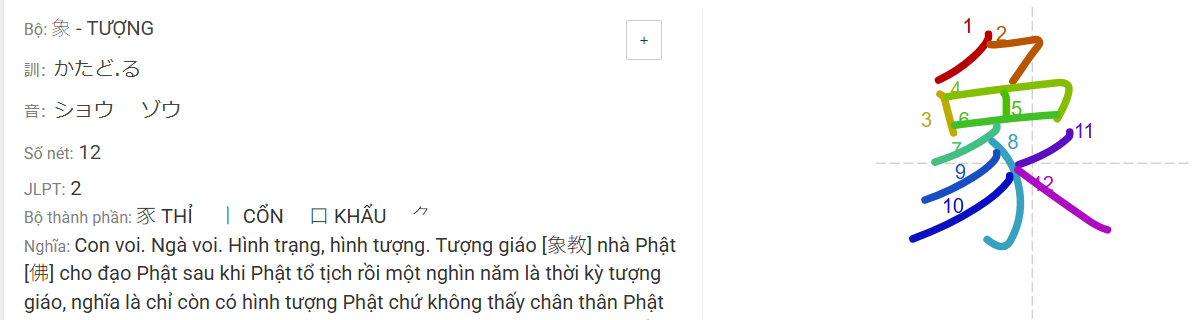 Bộ: 象 - TƯỢNG
+
訓: かたど.る
音: ショウ ゾウ
Số nét: 12
JLPT: 2
Bộ thành phần: 豕 THỈ ｜ CỔN 口 KHẨU ⺈
Nghĩa: Con voi. Ngà voi. Hình trạng, hình tượng. Tượng giáo [象教] nhà Phật
[佛] cho đạo Phật sau khi Phật tổ tịch rồi một nghìn năm là thời kỳ tượng
giáo, nghĩa là chỉ còn có hình tượng Phật chứ không thấy chân thân Phật
象
1
2
3
4
5
6
7
8
9
10
11
12